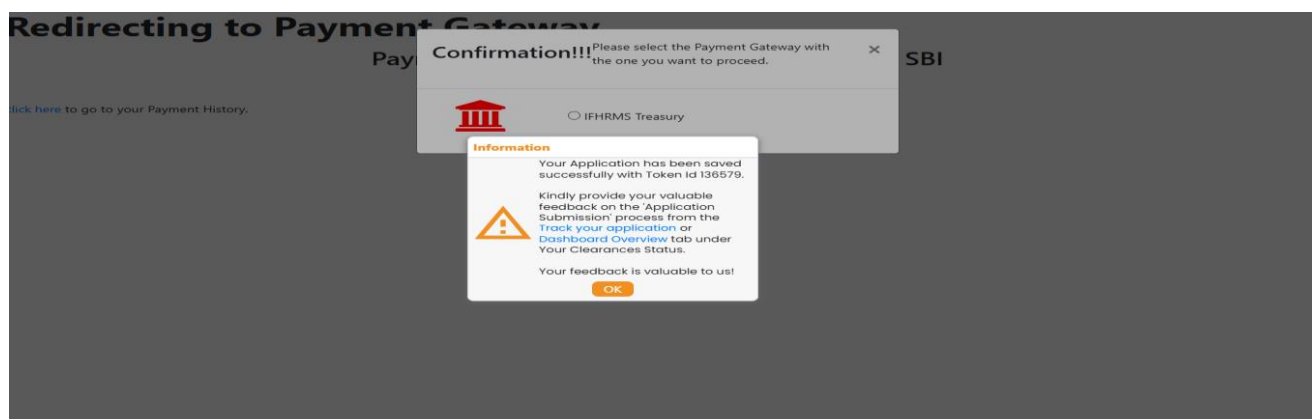 Redirecting to Payment Gateway
Confirmation!!! Please select the Payment Gateway with
the one you want to proceed. ×
Pay SBI
Click here to go to your Payment History.
IFHRMS Treasury
Information
Your Application has been saved
successfully with Token Id 136579.
Kindly provide your valuable
feedback on the 'Application
Submission' process from the
Track your application or
Dashboard Overview tab under
Your Clearances Status.
Your feedback is valuable to us!
OK